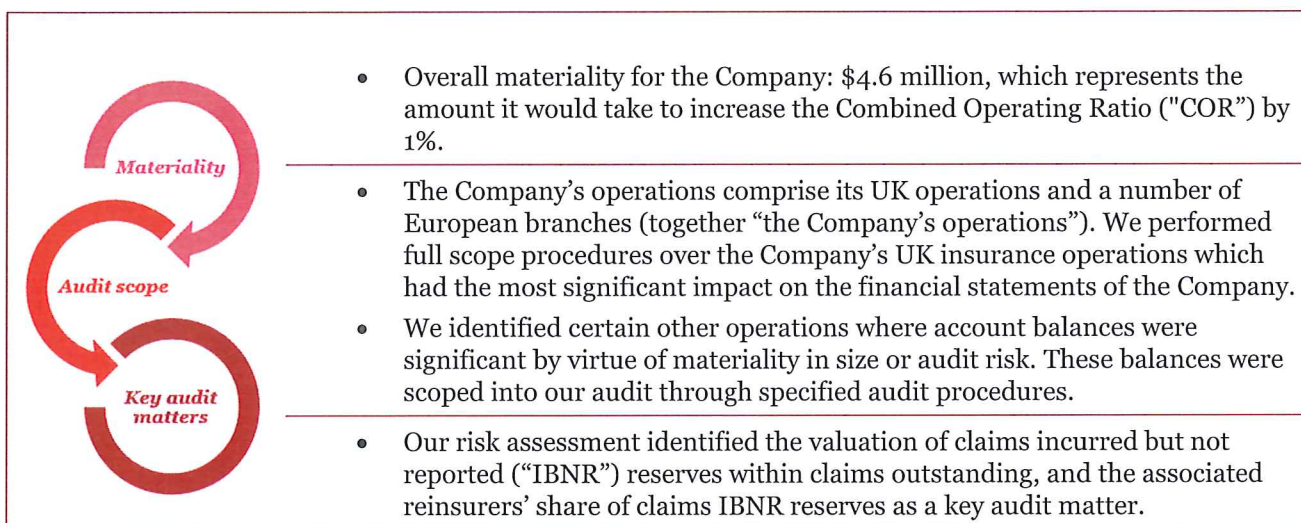 Materiality
• Overall materiality for the Company: $4.6 million, which represents the
amount it would take to increase the Combined Operating Ratio ("COR”) by
1%.
Audit scope
• The Company’s operations comprise its UK operations and a number of
European branches (together “the Company’s operations”). We performed
full scope procedures over the Company’s UK insurance operations which
had the most significant impact on the financial statements of the Company.
• We identified certain other operations where account balances were
significant by virtue of materiality in size or audit risk. These balances were
scoped into our audit through specified audit procedures.
Key audit
matters
• Our risk assessment identified the valuation of claims incurred but not
reported (“IBNR”) reserves within claims outstanding, and the associated
reinsurers’ share of claims IBNR reserves as a key audit matter.